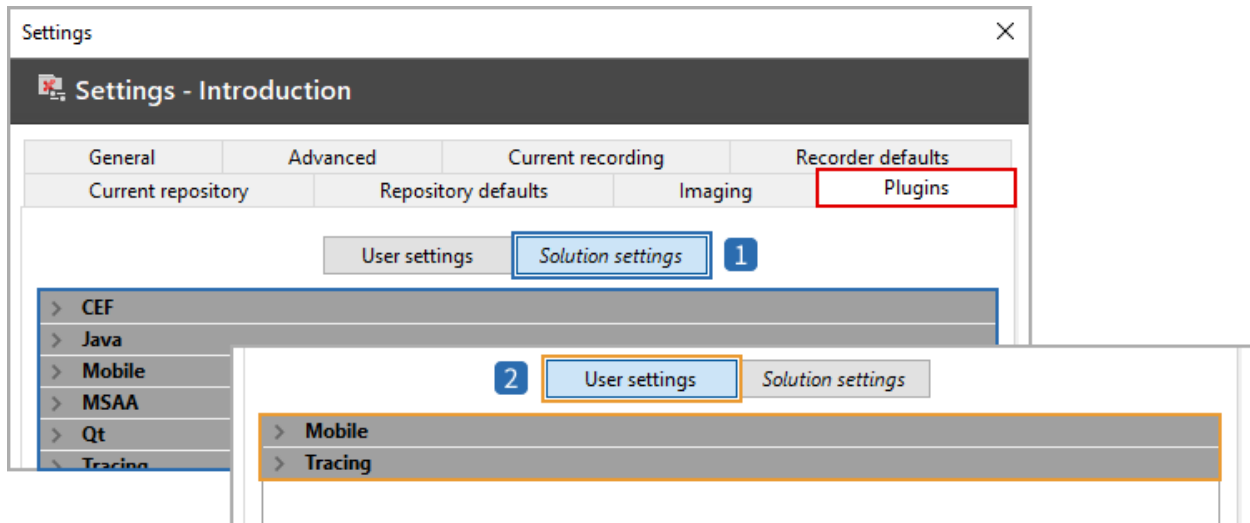 Settings
Settings - Introduction
General Advanced Current recording Recorder defaults
Current repository Repository defaults Imaging Plugins
User settings Solution settings 1
CEF
Java
Mobile
MSAA
Qt
Tracing
2 User settings Solution settings
Mobile
Tracing